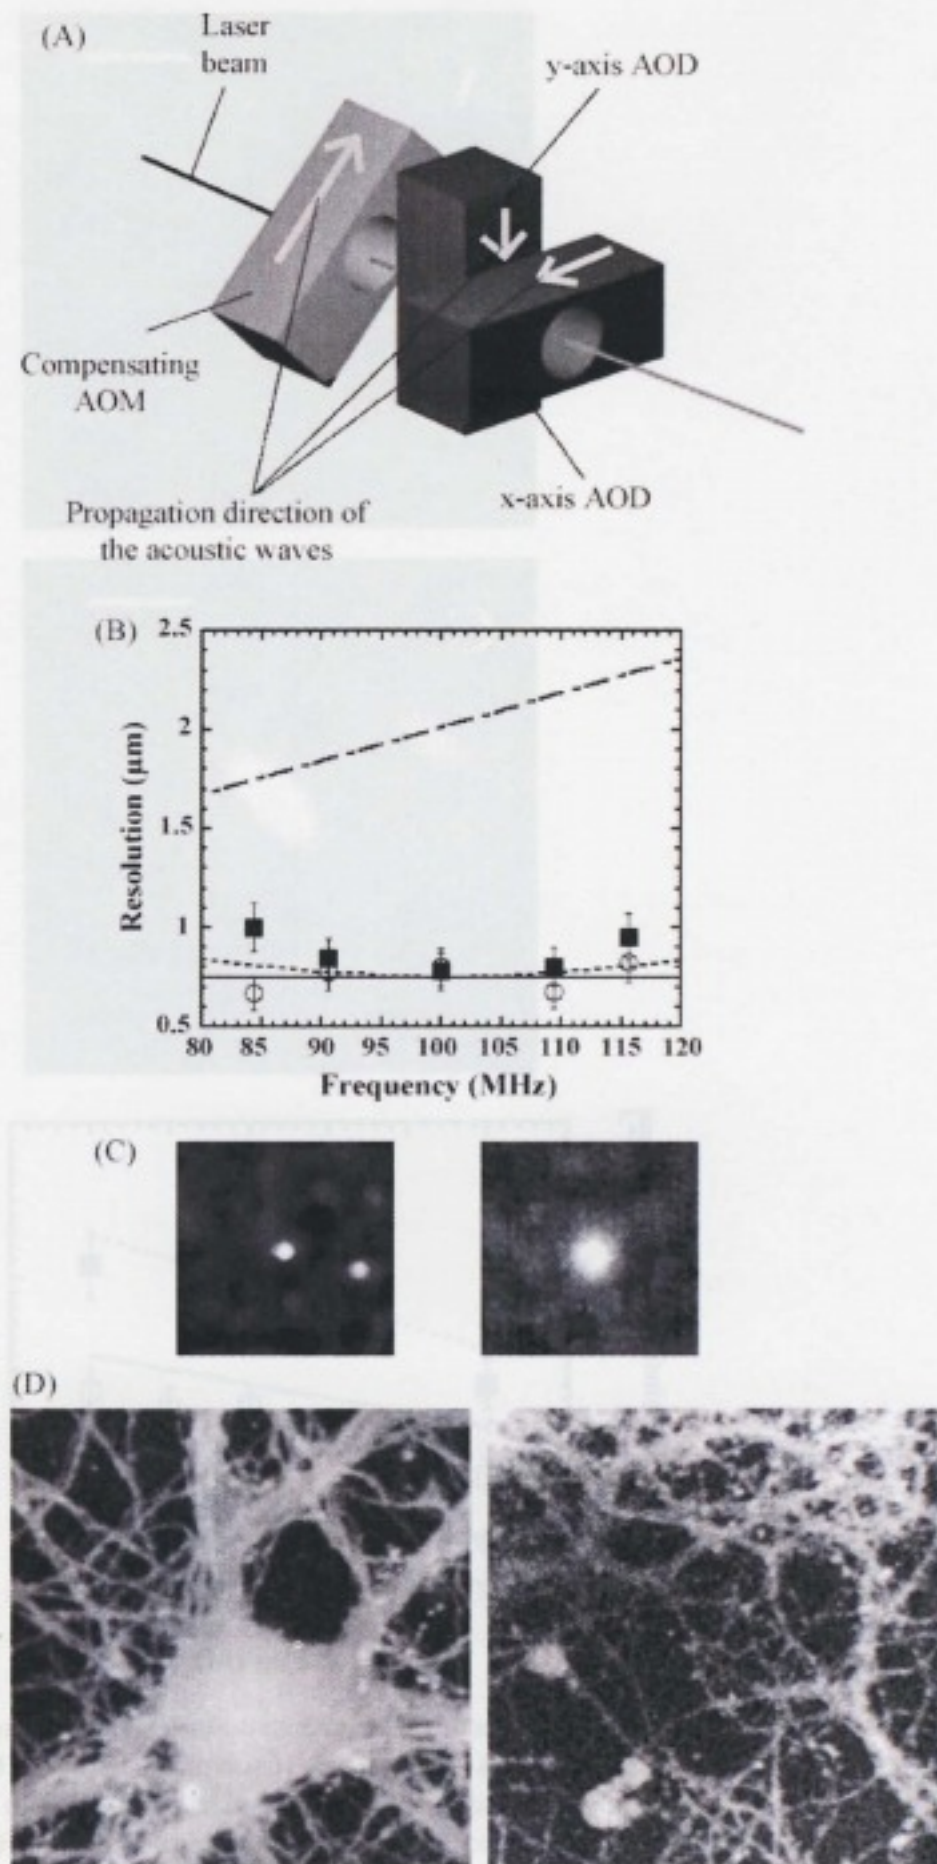 (A)
Laser
beam
y-axis AOD
Compensating
AOM
x-axis AOD
Propagation direction of
the acoustic waves
(B)
2.5
2
1.5
1
0.5
Resolution (µm)
80 85 90 95 100 105 110 115 120
Frequency (MHz)
(C)
(D)